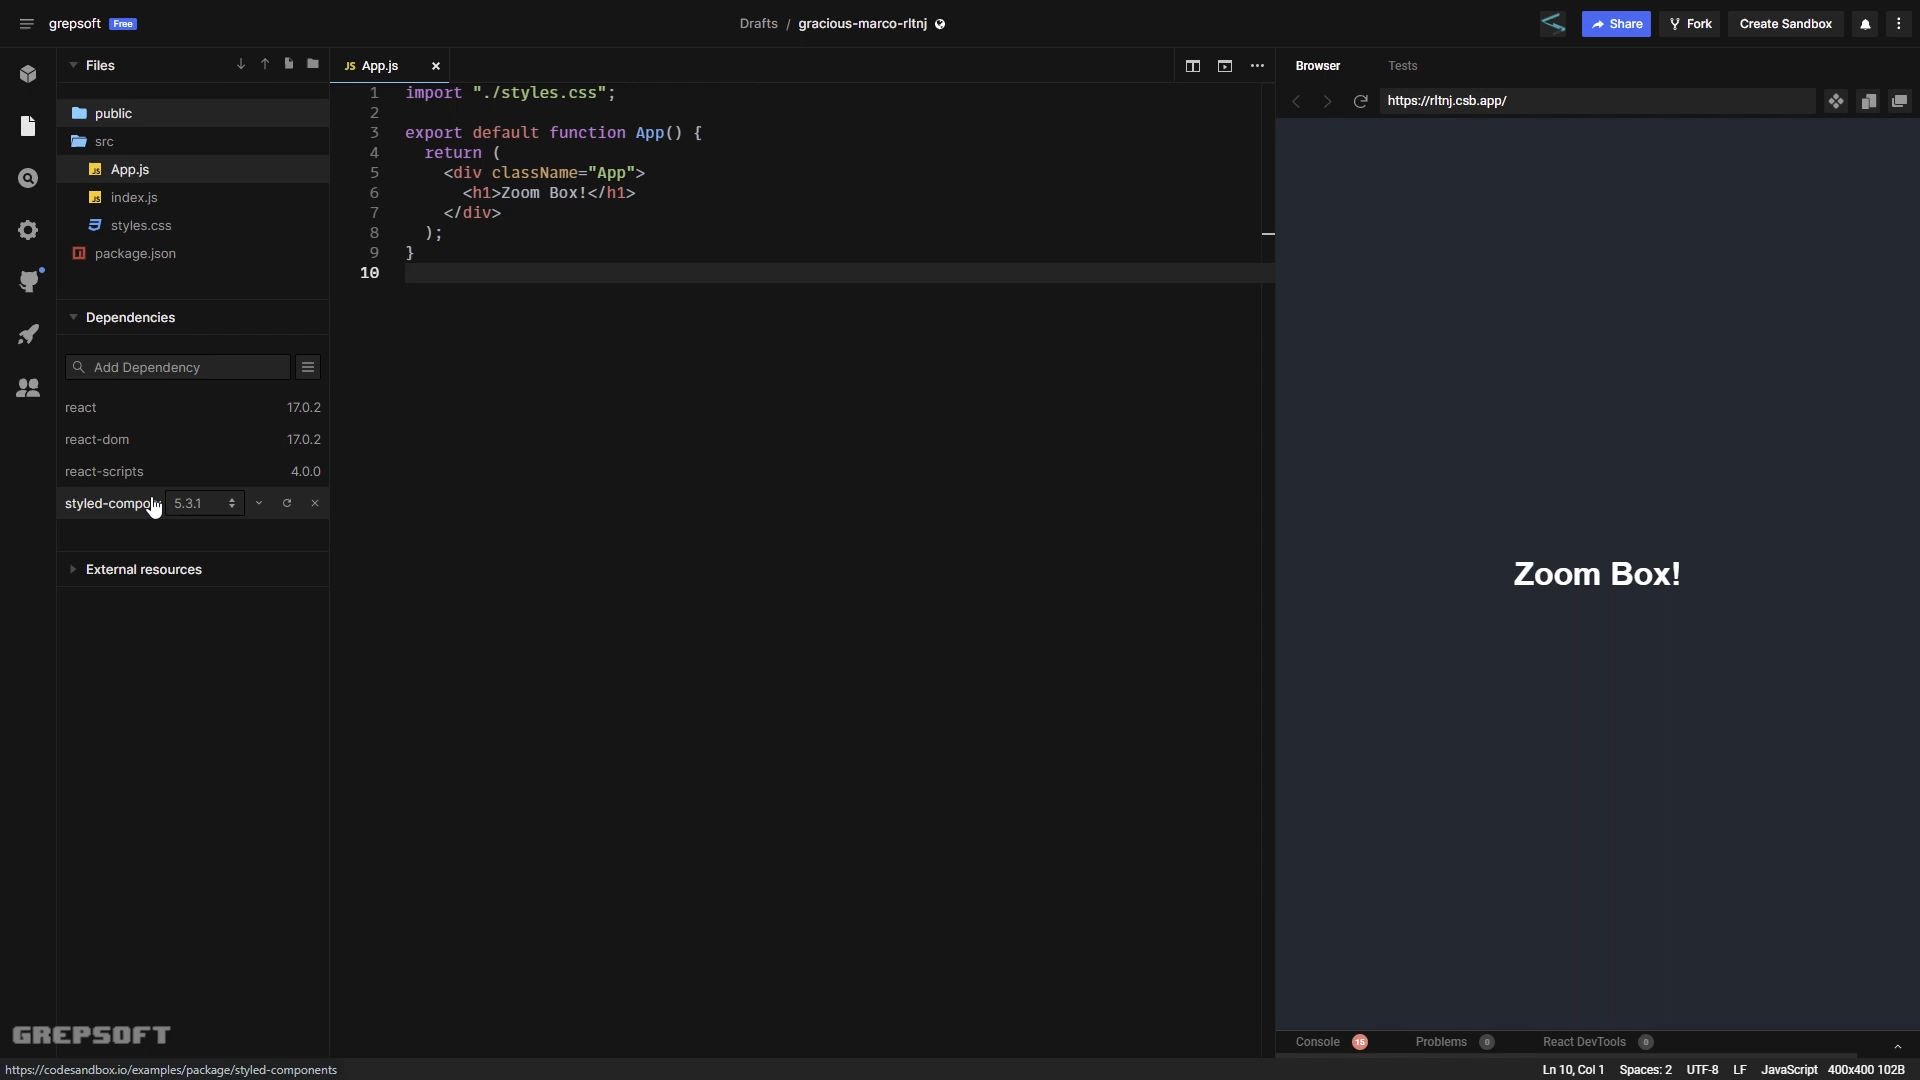 grepsoft Free
Drafts / gracious-marco-rltnj
Share
Fork
Create Sandbox
Files
public
src
JS App.js
JS index.js
styles.css
package.json
Dependencies
Add Dependency
react 17.0.2
react-dom 17.0.2
react-scripts 4.0.0
styled-compo 5.3.1
External resources
GREPSOFT
https://codesandbox.io/examples/package/styled-components
JS App.js
1 import "./styles.css";
2
3 export default function App() {
4 return (
5 <div className="App">
6 <h1>Zoom Box!</h1>
7 </div>
8 );
9 }
10
Browser Tests
https://rltnj.csb.app/
Zoom Box!
Console 15 Problems 0 React DevTools 0
Ln 10, Col 1 Spaces: 2 UTF-8 LF JavaScript 400x400 102B